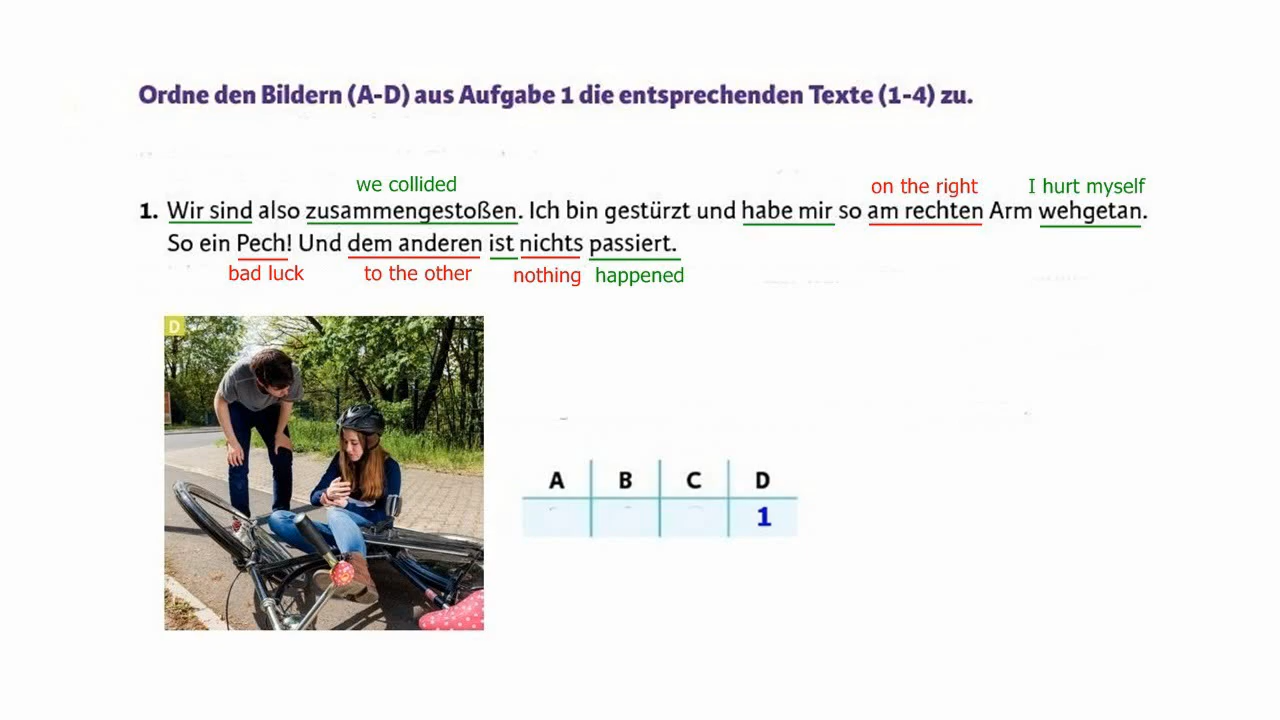 Ordne den Bildern (A-D) aus Aufgabe 1 die entsprechenden Texte (1-4) zu.
we collided on the right I hurt myself
1. Wir sind also zusammengestoßen. Ich bin gestürzt und habe mir so am rechten Arm wehgetan.
So ein Pech! Und dem anderen ist nichts passiert.
bad luck to the other nothing happened
D
A B C D
1